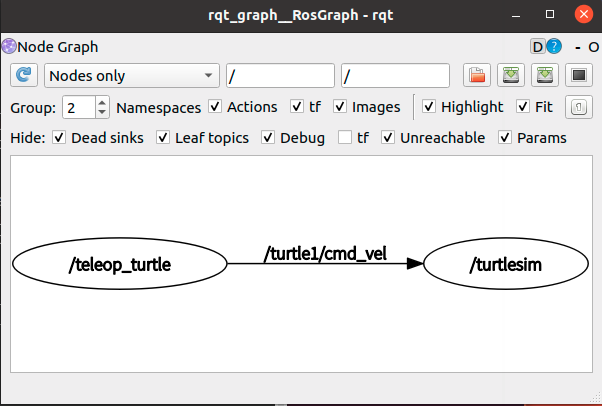 rqt_graph__RosGraph - rqt
Node Graph D ? - O
Nodes only / /
Group: 2 Namespaces Actions tf Images Highlight Fit
Hide: Dead sinks Leaf topics Debug tf Unreachable Params
/teleop_turtle /turtle1/cmd_vel /turtlesim